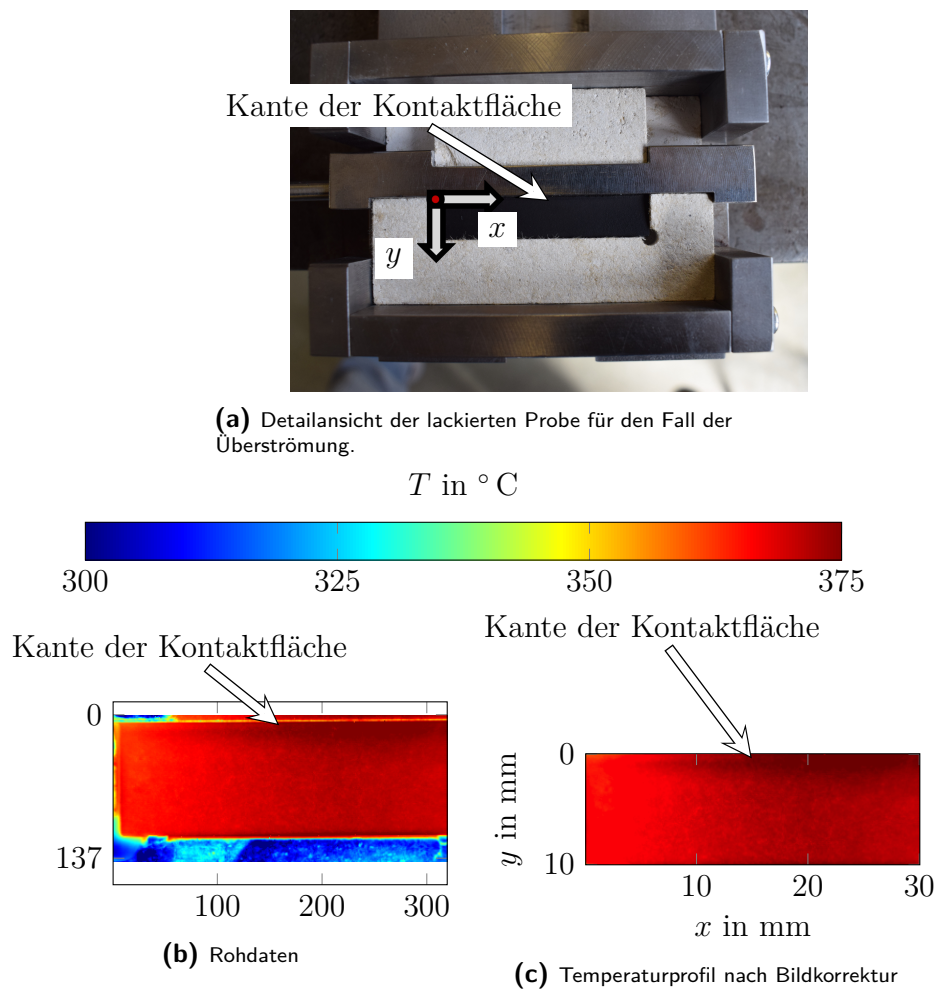 Kante der Kontaktfläche
x
y
(a) Detailansicht der lackierten Probe für den Fall der
Überströmung.
T in °C
300 325 350 375
Kante der Kontaktfläche
0
137
100 200 300
(b) Rohdaten
Kante der Kontaktfläche
y in mm
0
10
10 20 30
x in mm
(c) Temperaturprofil nach Bildkorrektur